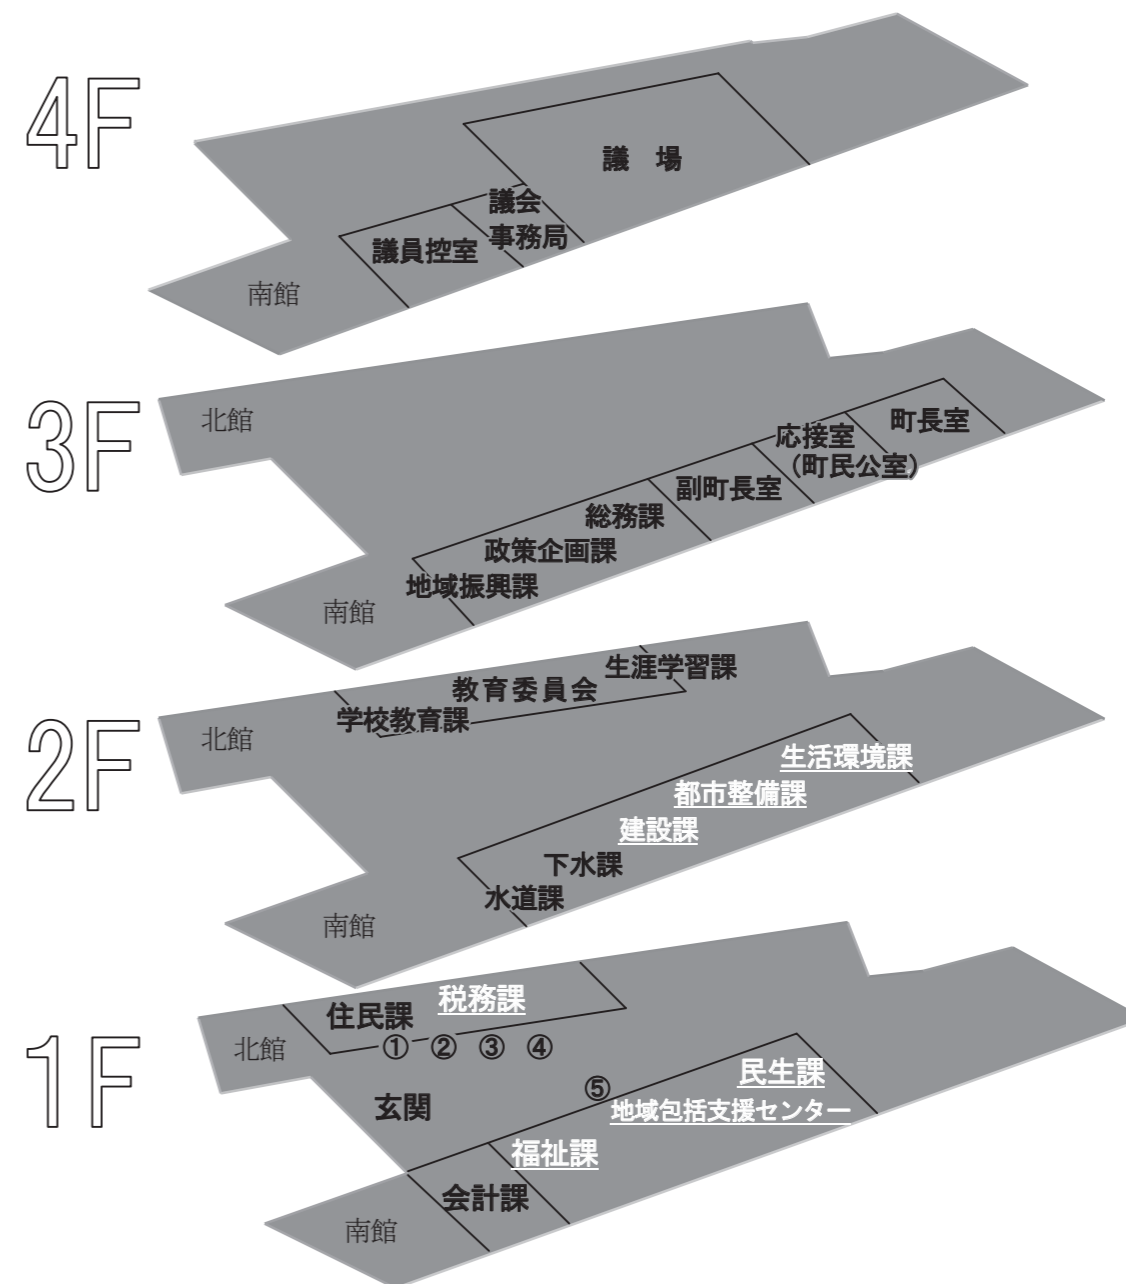 4F
議　場
議会
事務局
議員控室
南館
3F
北館
町長室
応接室
（町民公室）
副町長室
総務課
政策企画課
地域振興課
南館
2F
生涯学習課
教育委員会
学校教育課
北館
生活環境課
都市整備課
建設課
下水課
水道課
南館
1F
税務課
住民課
北館
① ② ③ ④
⑤
民生課
地域包括支援センター
玄関
福祉課
会計課
南館